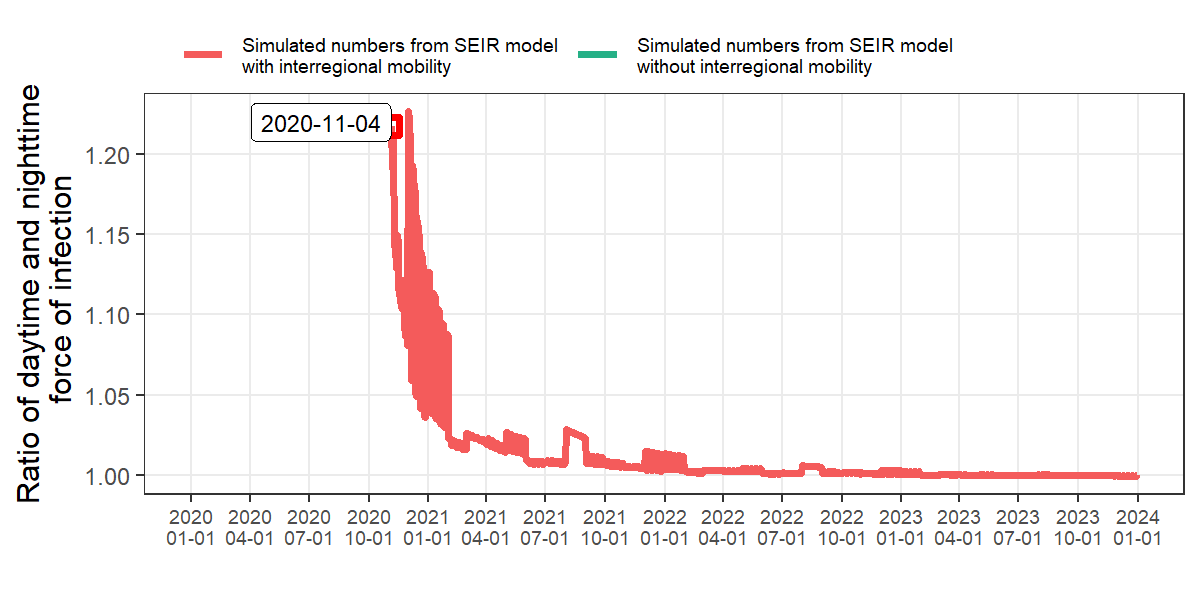 Simulated numbers from SEIR model
with interregional mobility
Simulated numbers from SEIR model
without interregional mobility
Ratio of daytime and nighttime
force of infection
2020-11-04
1.20
1.15
1.10
1.05
1.00
2020 2020 2020 2020 2021 2021 2021 2021 2022 2022 2022 2022 2023 2023 2023 2023 2024
01-01 04-01 07-01 10-01 01-01 04-01 07-01 10-01 01-01 04-01 07-01 10-01 01-01 04-01 07-01 10-01 01-01